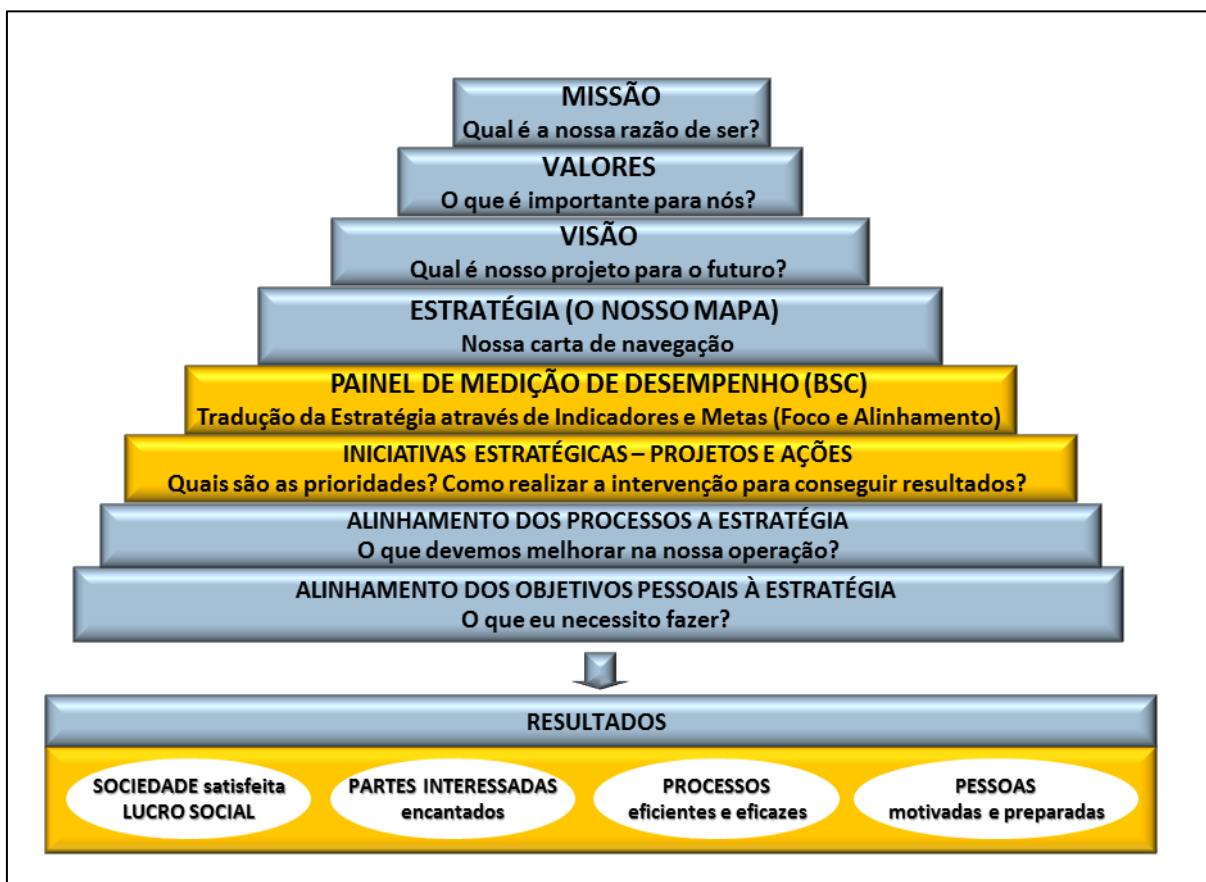 MISSÃO
Qual é a nossa razão de ser?
VALORES
O que é importante para nós?
VISÃO
Qual é nosso projeto para o futuro?
ESTRATÉGIA (O NOSSO MAPA)
Nossa carta de navegação
PAINEL DE MEDIÇÃO DE DESEMPENHO (BSC)
Tradução da Estratégia através de Indicadores e Metas (Foco e Alinhamento)
INICIATIVAS ESTRATÉGICAS – PROJETOS E AÇÕES
Quais são as prioridades? Como realizar a intervenção para conseguir resultados?
ALINHAMENTO DOS PROCESSOS A ESTRATÉGIA
O que devemos melhorar na nossa operação?
ALINHAMENTO DOS OBJETIVOS PESSOAIS À ESTRATÉGIA
O que eu necessito fazer?
RESULTADOS
SOCIEDADE satisfeita
LUCRO SOCIAL
PARTES INTERESSADAS
encantados
PROCESSOS
eficientes e eficazes
PESSOAS
motivadas e preparadas